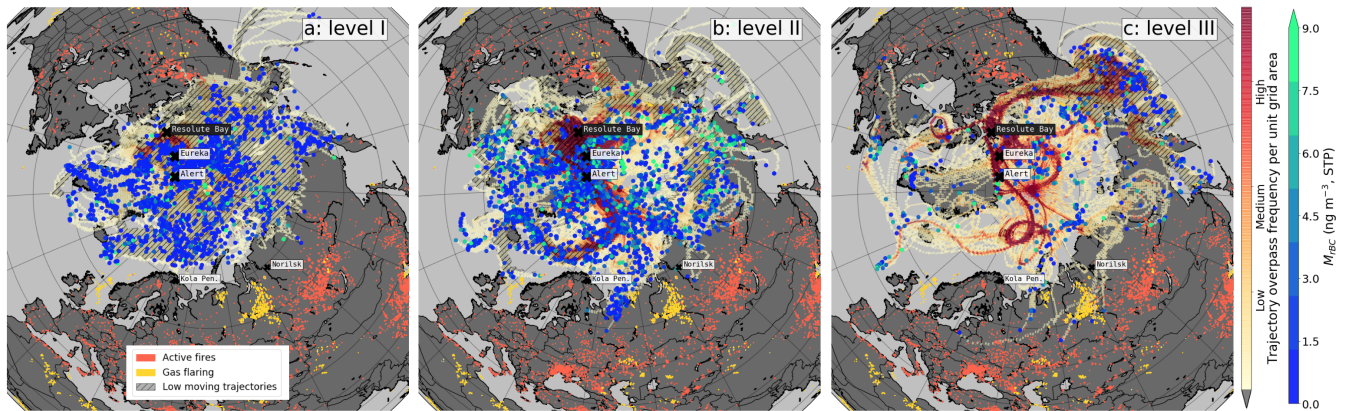 a: level I
Resolute Bay
Eureka
Alert
Norilsk
Kola Pen.
Active fires
Gas flaring
Low moving trajectories
b: level II
Resolute Bay
Eureka
Alert
Norilsk
Kola Pen.
c: level III
Resolute Bay
Eureka
Alert
Norilsk
Kola Pen.
Low
Medium
High
Trajectory overpass frequency per unit grid area
9.0
7.5
6.0
4.5
3.0
1.5
0.0
M_rBC (ng m⁻³, STP)